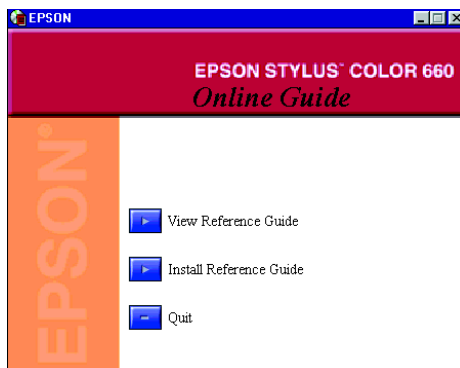 EPSON
EPSON STYLUS™ COLOR 660
Online Guide
EPSON®
View Reference Guide
Install Reference Guide
Quit